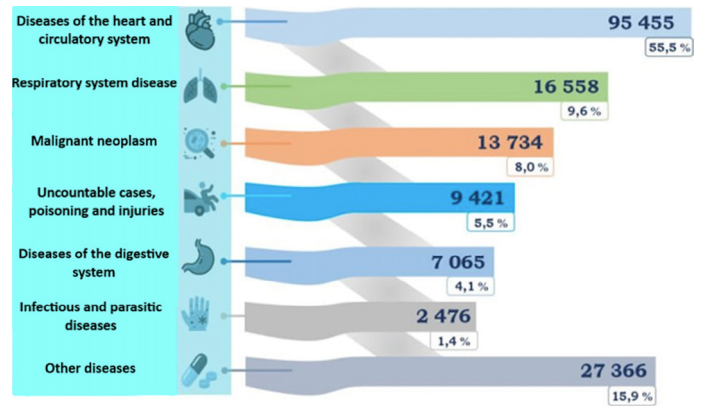 Diseases of the heart and
circulatory system
95 455
55,5 %
Respiratory system disease
16 558
9,6 %
Malignant neoplasm
13 734
8,0 %
Uncountable cases,
poisoning and injuries
9 421
5,5 %
Diseases of the digestive
system
7 065
4,1 %
Infectious and parasitic
diseases
2 476
1,4 %
Other diseases
27 366
15,9 %